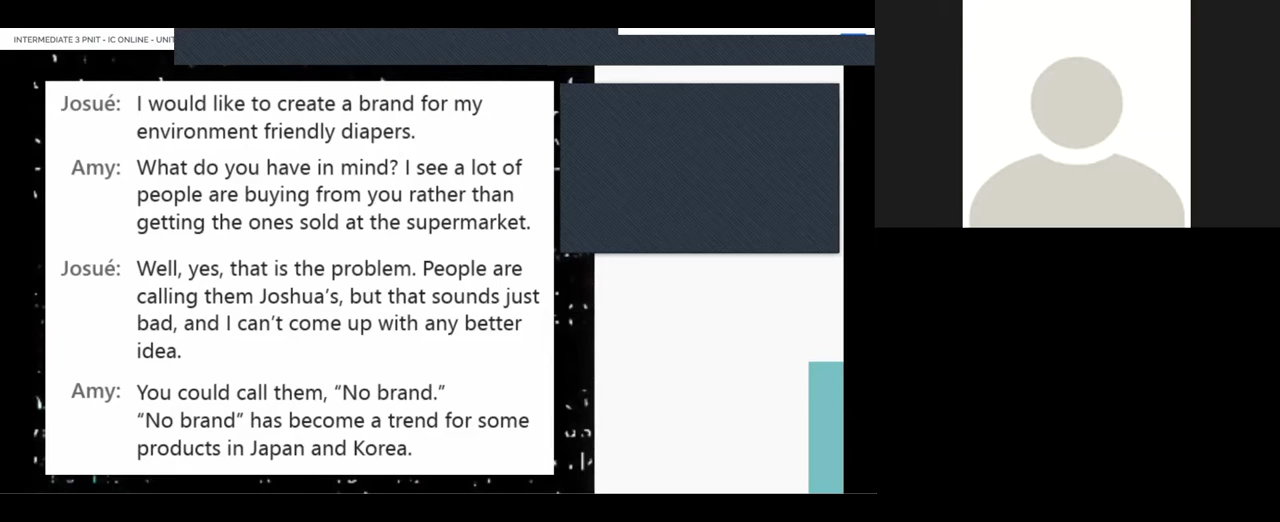 INTERMEDIATE 3 PNIT - IC ONLINE - UNIT
Josué: I would like to create a brand for my
environment friendly diapers.
Amy: What do you have in mind? I see a lot of
people are buying from you rather than
getting the ones sold at the supermarket.
Josué: Well, yes, that is the problem. People are
calling them Joshua’s, but that sounds just
bad, and I can’t come up with any better
idea.
Amy: You could call them, “No brand.”
“No brand” has become a trend for some
products in Japan and Korea.